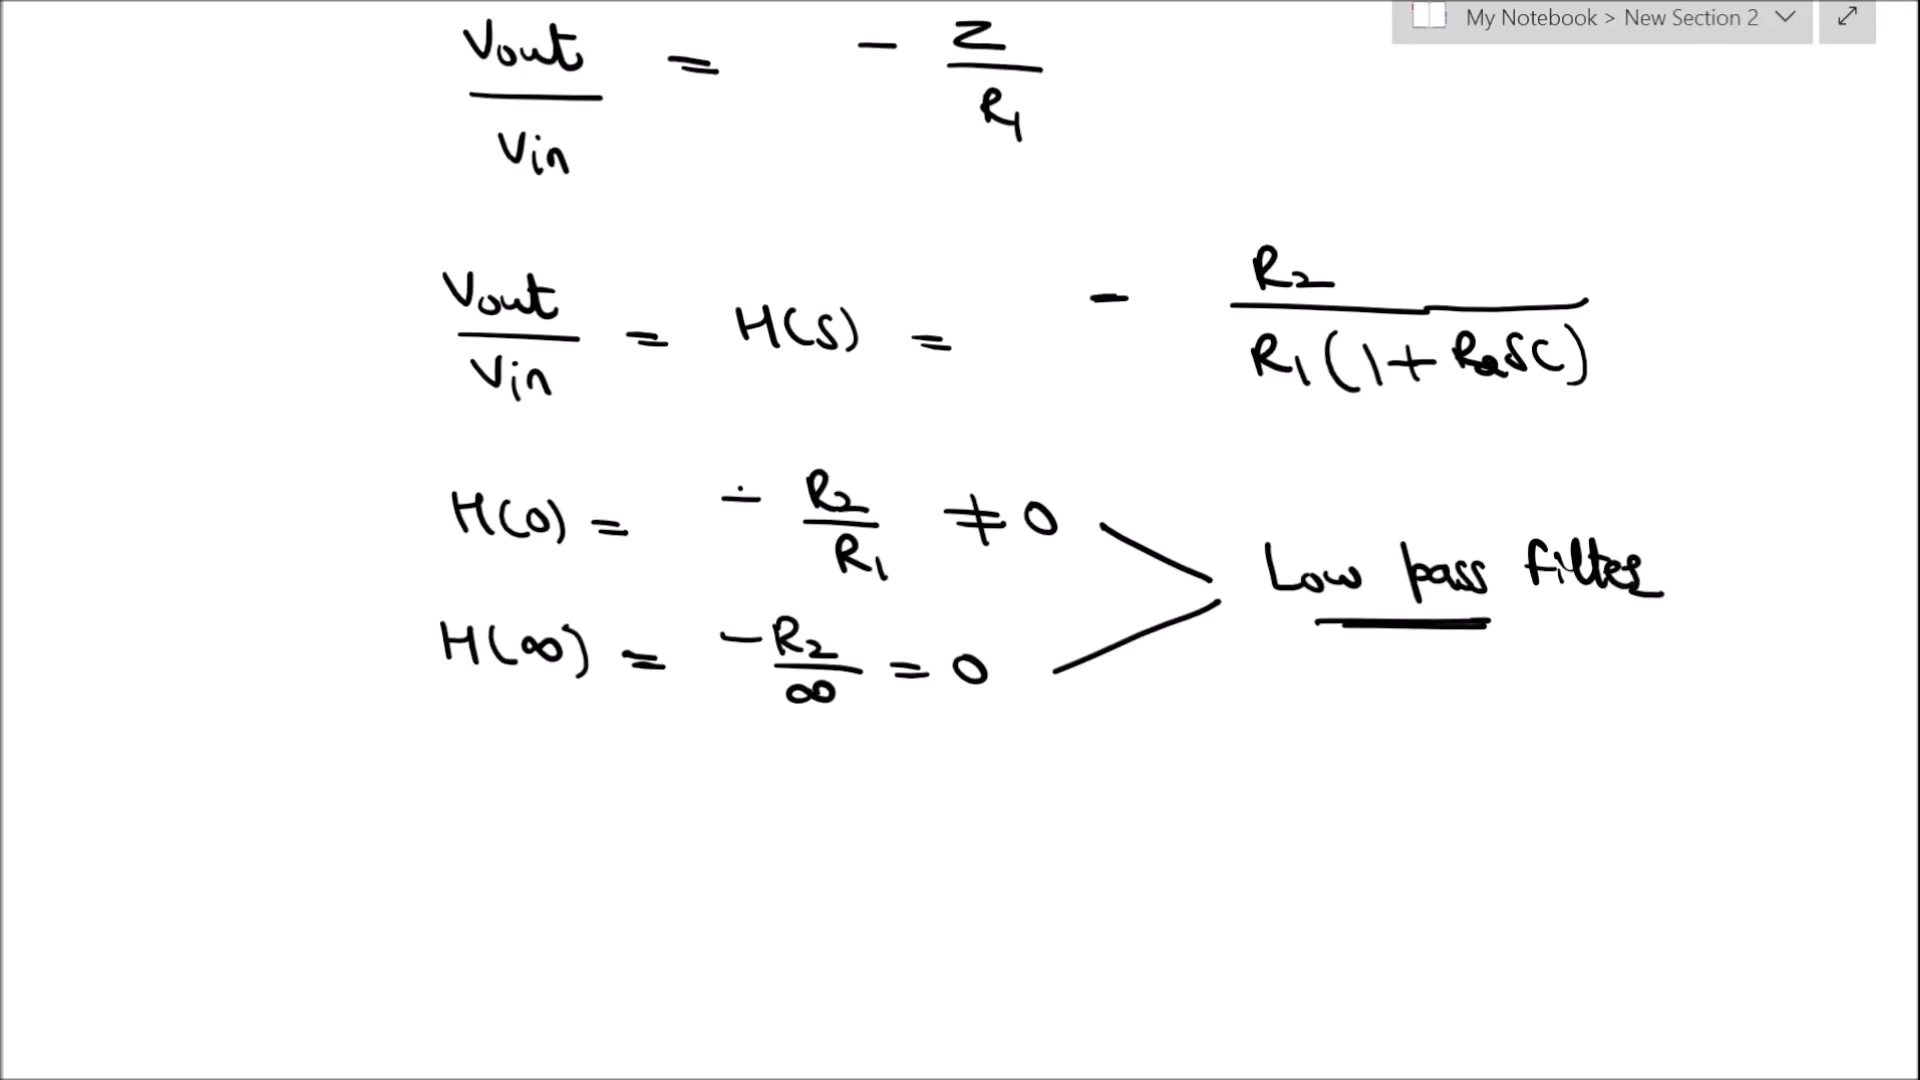 My Notebook > New Section 2
Vout/Vin = - Z/R1
Vout/Vin = H(s) = - R2/R1(1+R2SC)
H(0) = - R2/R1 ≠ 0
Low pass filter
H(∞) = -R2/∞ = 0